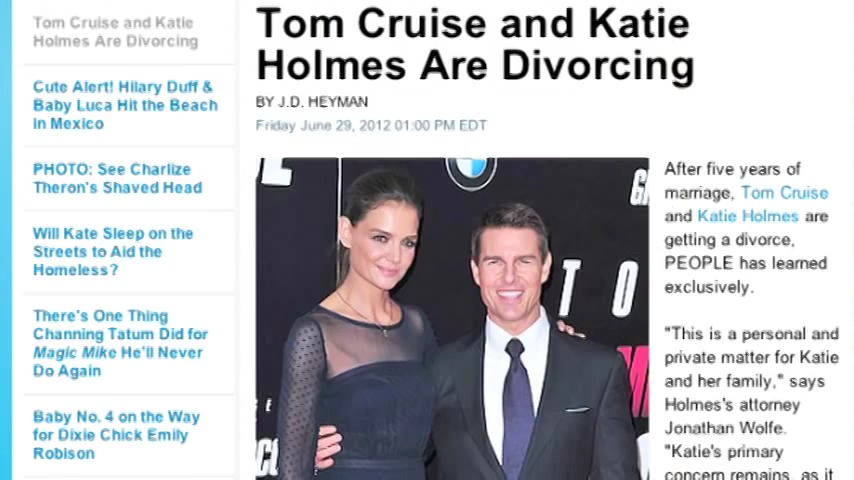 Tom Cruise and Katie
Holmes Are Divorcing
Cute Alert! Hilary Duff &
Baby Luca Hit the Beach
in Mexico
PHOTO: See Charlize
Theron's Shaved Head
Will Kate Sleep on the
Streets to Aid the
Homeless?
There's One Thing
Channing Tatum Did for
Magic Mike He'll Never
Do Again
Baby No. 4 on the Way
for Dixie Chick Emily
Robison
Tom Cruise and Katie
Holmes Are Divorcing
BY J.D. HEYMAN
Friday June 29, 2012 01:00 PM EDT
T O
After five years of
marriage, Tom Cruise
and Katie Holmes are
getting a divorce,
PEOPLE has learned
exclusively.
"This is a personal and
private matter for Katie
and her family," says
Holmes's attorney
Jonathan Wolfe.
"Katie's primary
concern remains, as it